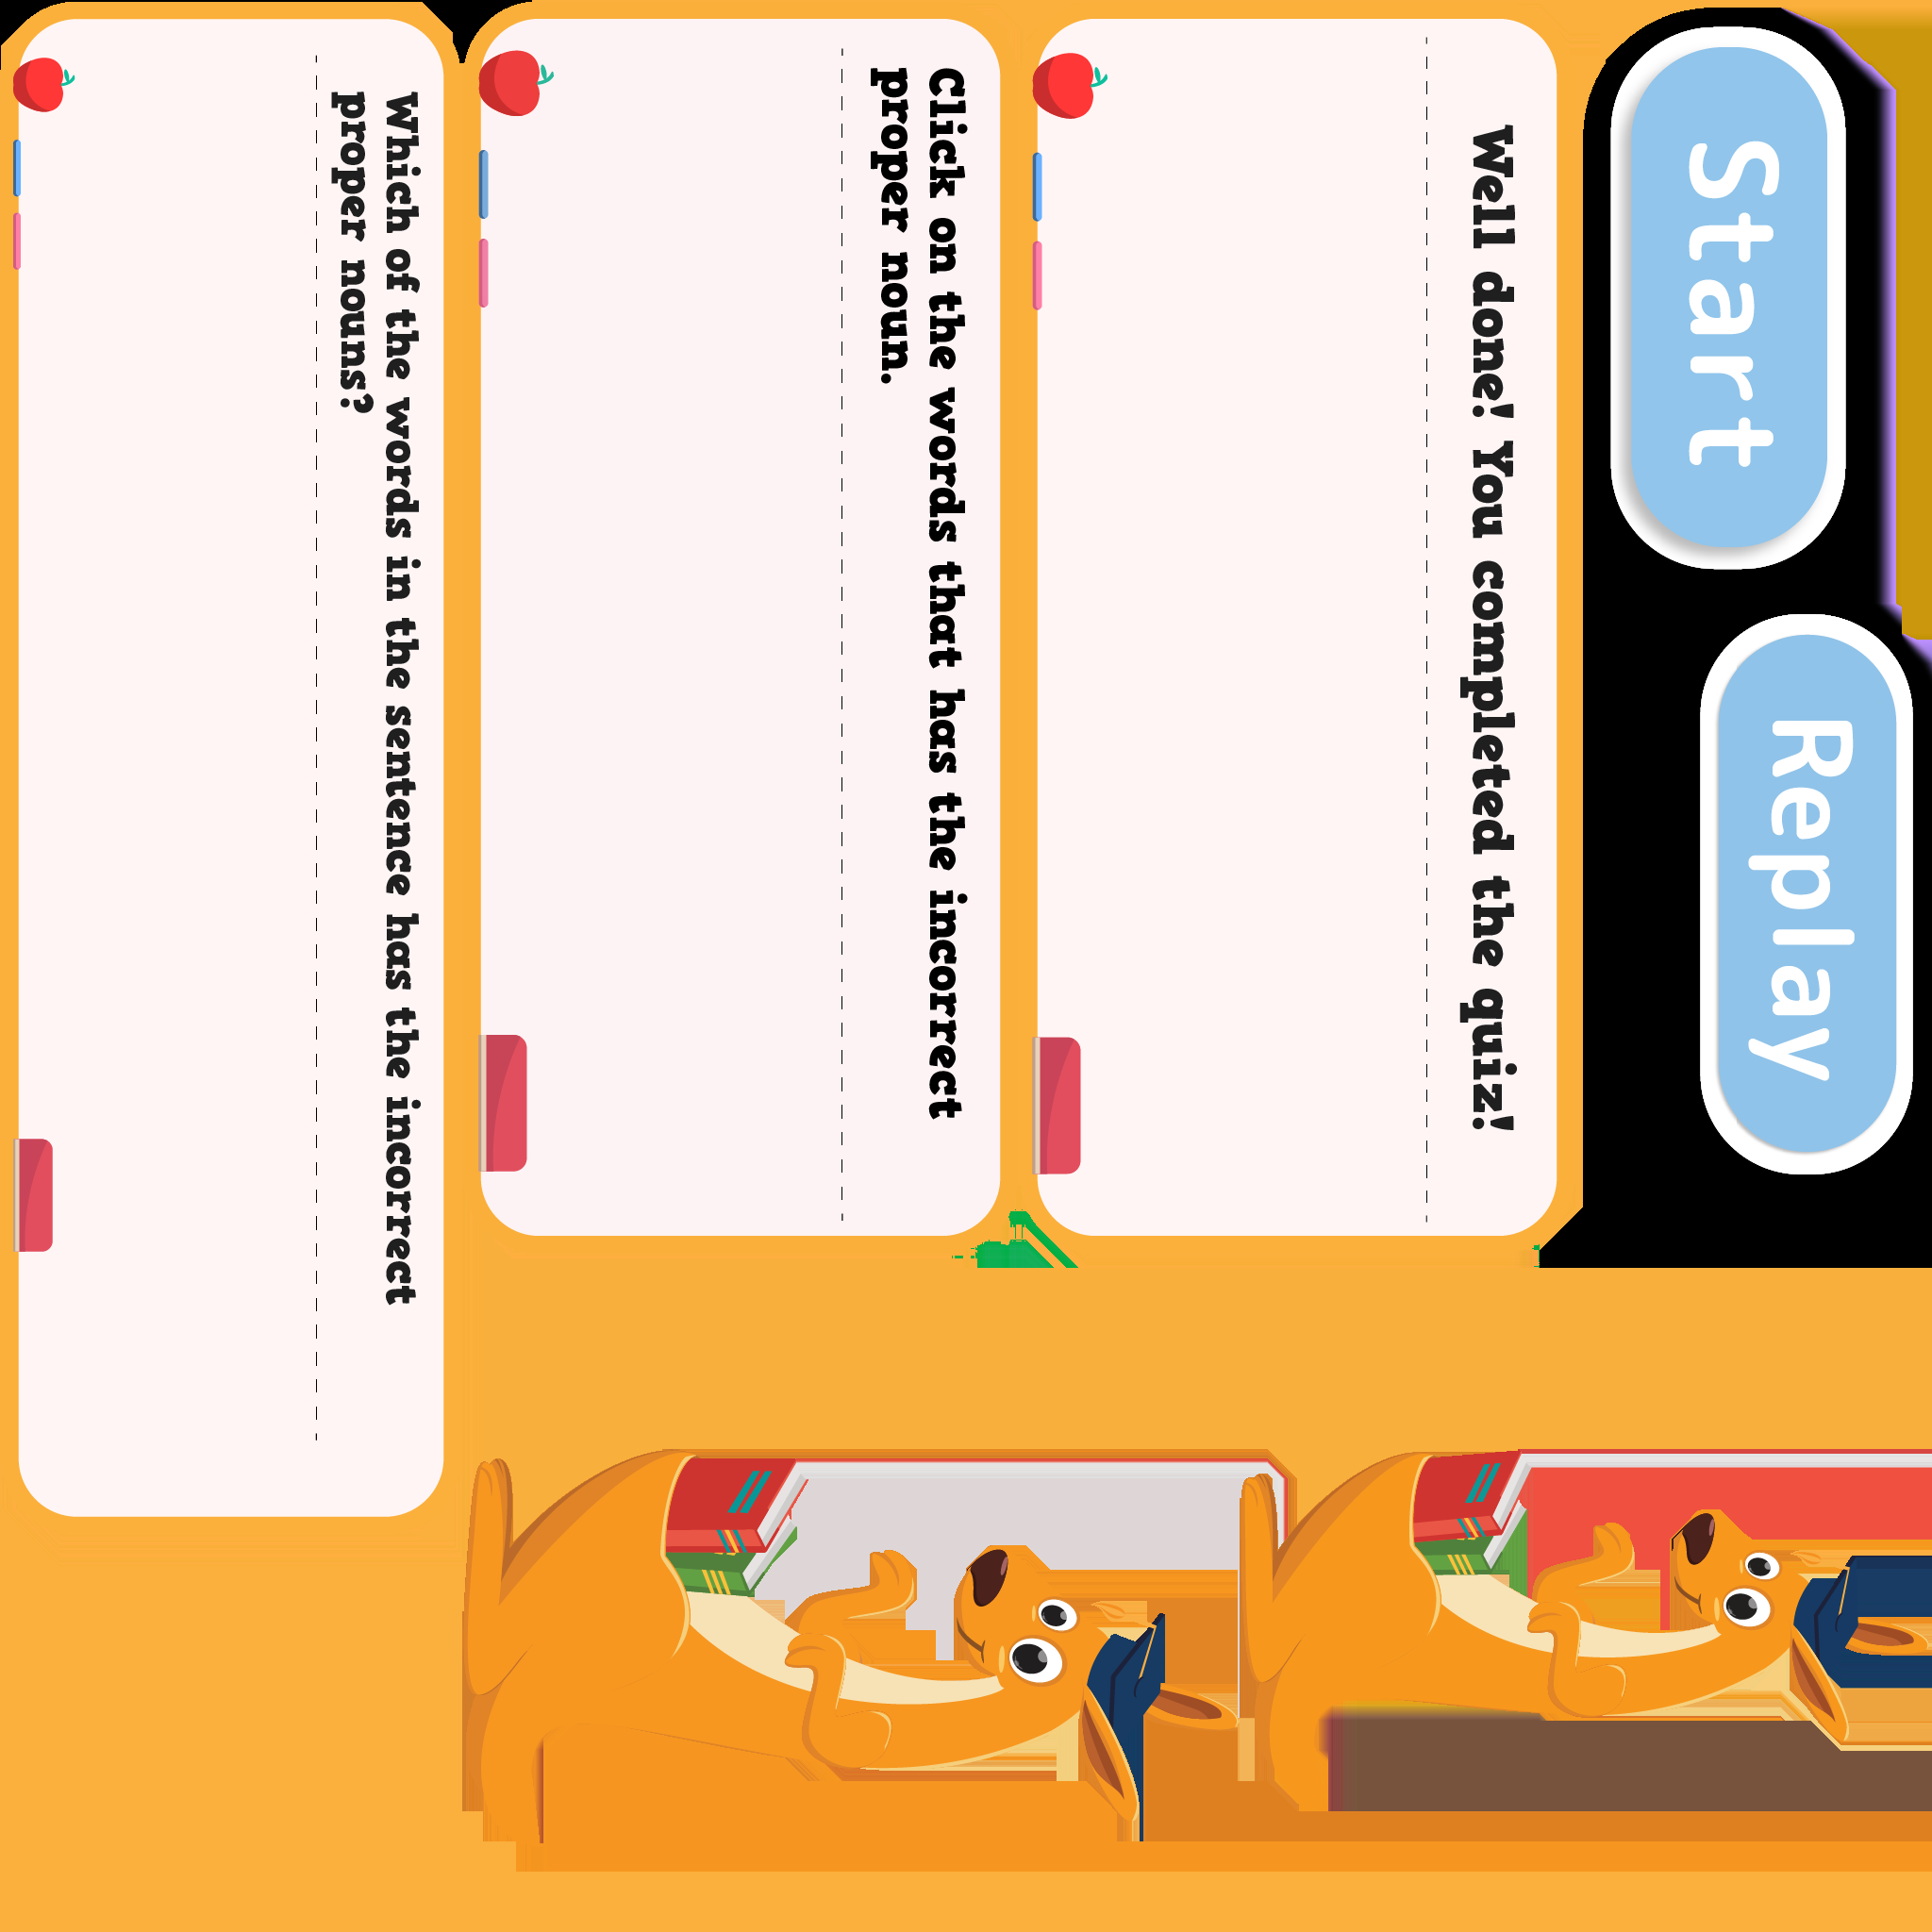 Which of the words in the sentence has the incorrect
proper nouns?
Click on the words that has the incorrect
proper noun.
Well done! You completed the quiz!
Start
Replay